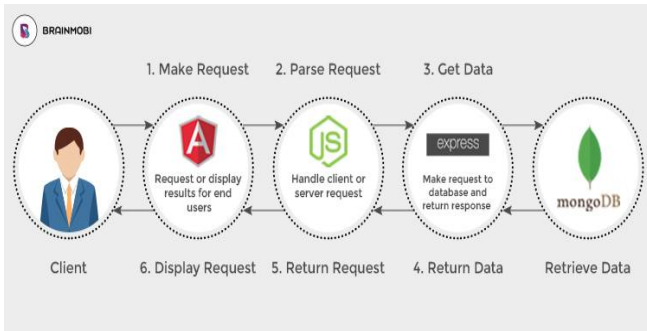 BRAINMOBI
1. Make Request
2. Parse Request
3. Get Data
A
Request or display
results for end
users
JS
Handle client or
server request
express
Make request to
database and
return response
mongoDB
Client
6. Display Request
5. Return Request
4. Return Data
Retrieve Data